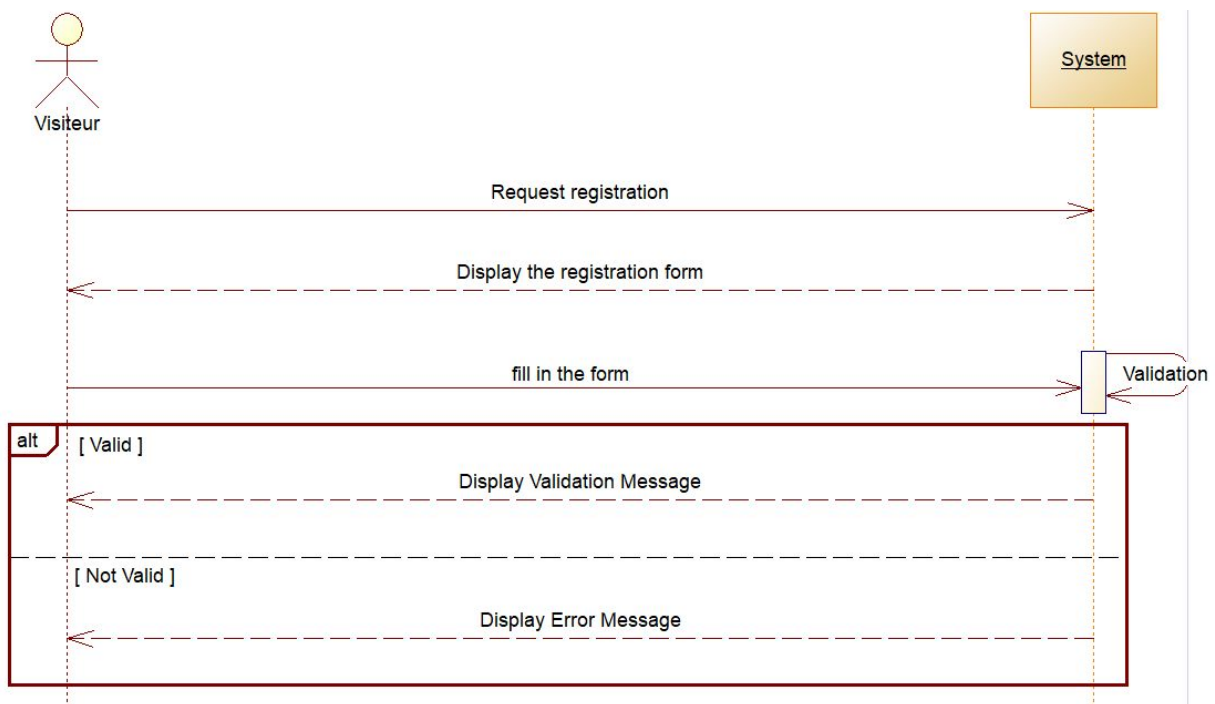 System
Visiteur
Request registration
Display the registration form
fill in the form
Validation
alt
[ Valid ]
Display Validation Message
[ Not Valid ]
Display Error Message